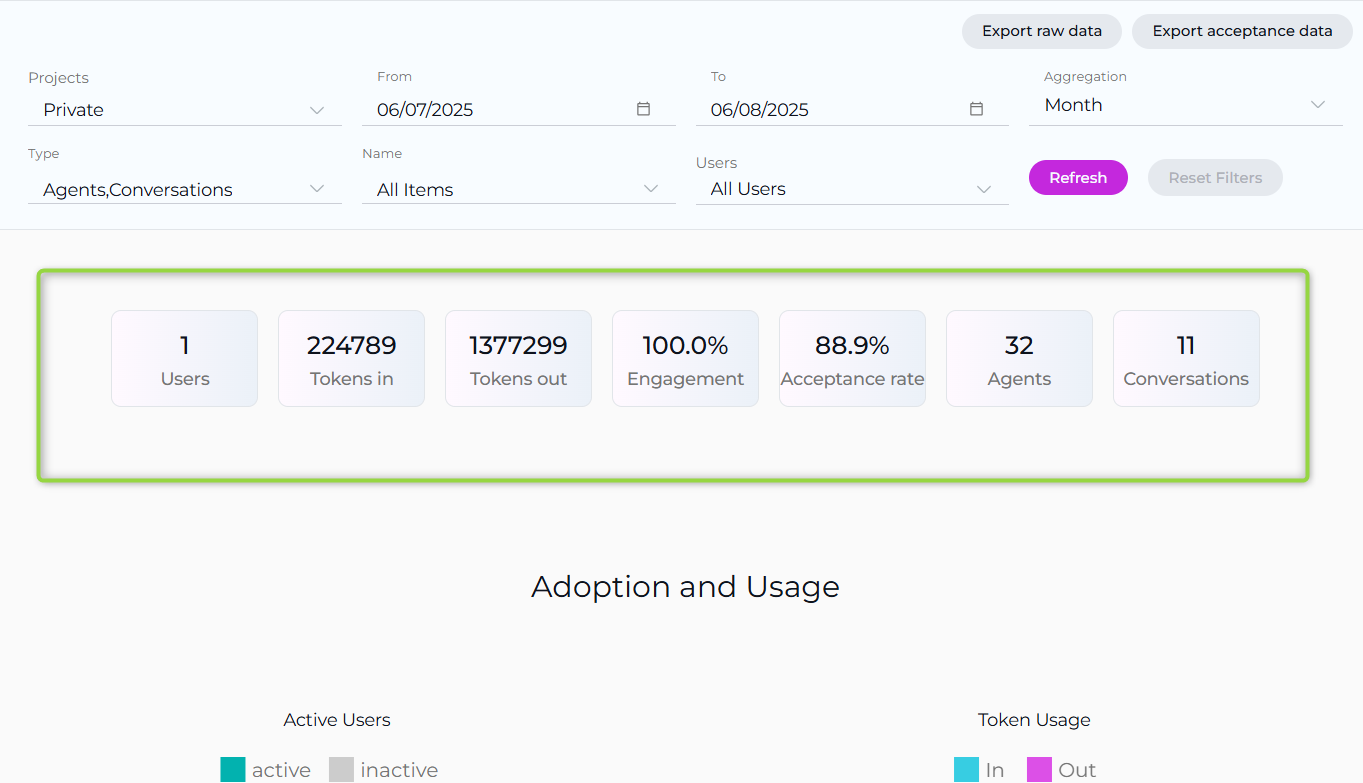 Export raw data Export acceptance data
Projects From To Aggregation
Private 06/07/2025 06/08/2025 Month
Type Name Users
Agents,Conversations All Items All Users Refresh Reset Filters
1 224789 1377299 100.0% 88.9% 32 11
Users Tokens in Tokens out Engagement Acceptance rate Agents Conversations
Adoption and Usage
Active Users Token Usage
active inactive In Out